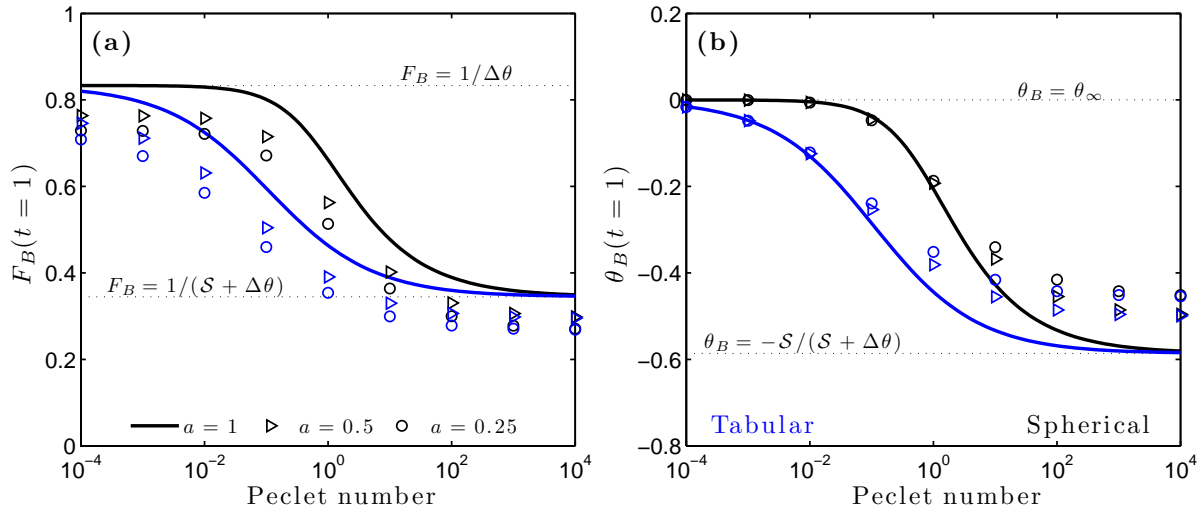 (a)
F_B = 1/Δθ
F_B = 1/(𝒮 + Δθ)
a = 1
a = 0.5
a = 0.25
F_B(t = 1)
1
0.8
0.6
0.4
0.2
0
10^−4
10^−2
10^0
10^2
10^4
Peclet number
(b)
θ_B = θ_∞
θ_B = −𝒮/(𝒮 + Δθ)
Tabular
Spherical
θ_B(t = 1)
0.2
0
−0.2
−0.4
−0.6
−0.8
10^−4
10^−2
10^0
10^2
10^4
Peclet number